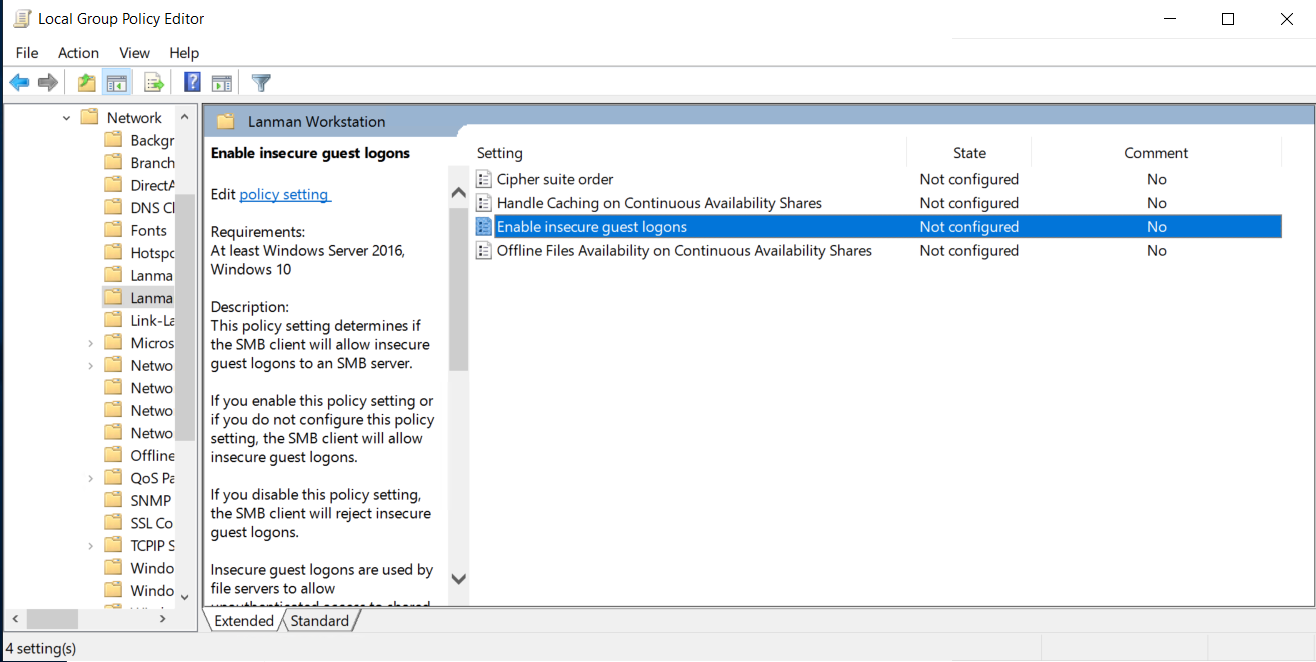 Local Group Policy Editor
File Action View Help
Network
Backgr
Branch
DirectA
DNS Cl
Fonts
Hotspo
Lanma
Lanma
Link-La
Micros
Netwo
Netwo
Netwo
Netwo
Offline
QoS Pa
SNMP
SSL Co
TCPIP S
Windo
Windo
Lanman Workstation
Enable insecure guest logons
Edit policy setting
Requirements:
At least Windows Server 2016,
Windows 10
Description:
This policy setting determines if
the SMB client will allow insecure
guest logons to an SMB server.
If you enable this policy setting or
if you do not configure this policy
setting, the SMB client will allow
insecure guest logons.
If you disable this policy setting,
the SMB client will reject insecure
guest logons.
Insecure guest logons are used by
file servers to allow
unauthenticated access to shared
Setting State Comment
Cipher suite order Not configured No
Handle Caching on Continuous Availability Shares Not configured No
Enable insecure guest logons Not configured No
Offline Files Availability on Continuous Availability Shares Not configured No
Extended Standard
4 setting(s)